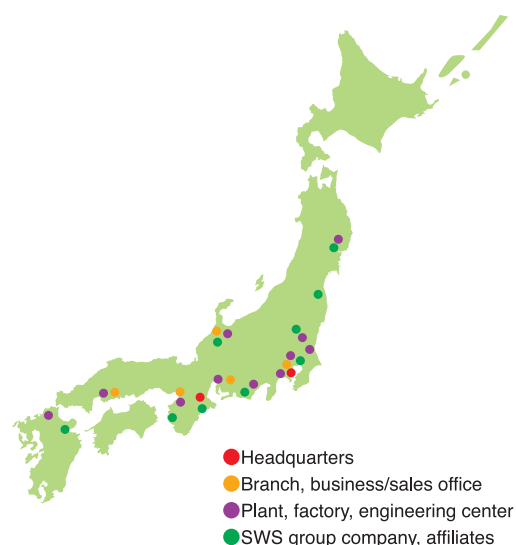 Headquarters
Branch, business/sales office
Plant, factory, engineering center
SWS group company, affiliates